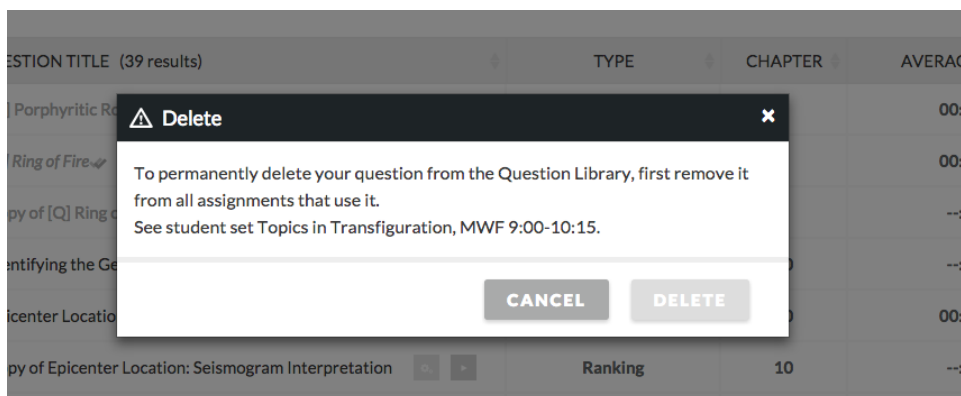 ESTION TITLE (39 results) TYPE CHAPTER AVERAG
] Porphyritic Ro 00:
Delete
Ring of Fire 00:
To permanently delete your question from the Question Library, first remove it
from all assignments that use it.
py of [Q] Ring --:
See student set Topics in Transfiguration, MWF 9:00-10:15.
entifying the Ge --:
CANCEL DELETE
icenter Locatio 00:
py of Epicenter Location: Seismogram Interpretation Ranking 10 --: